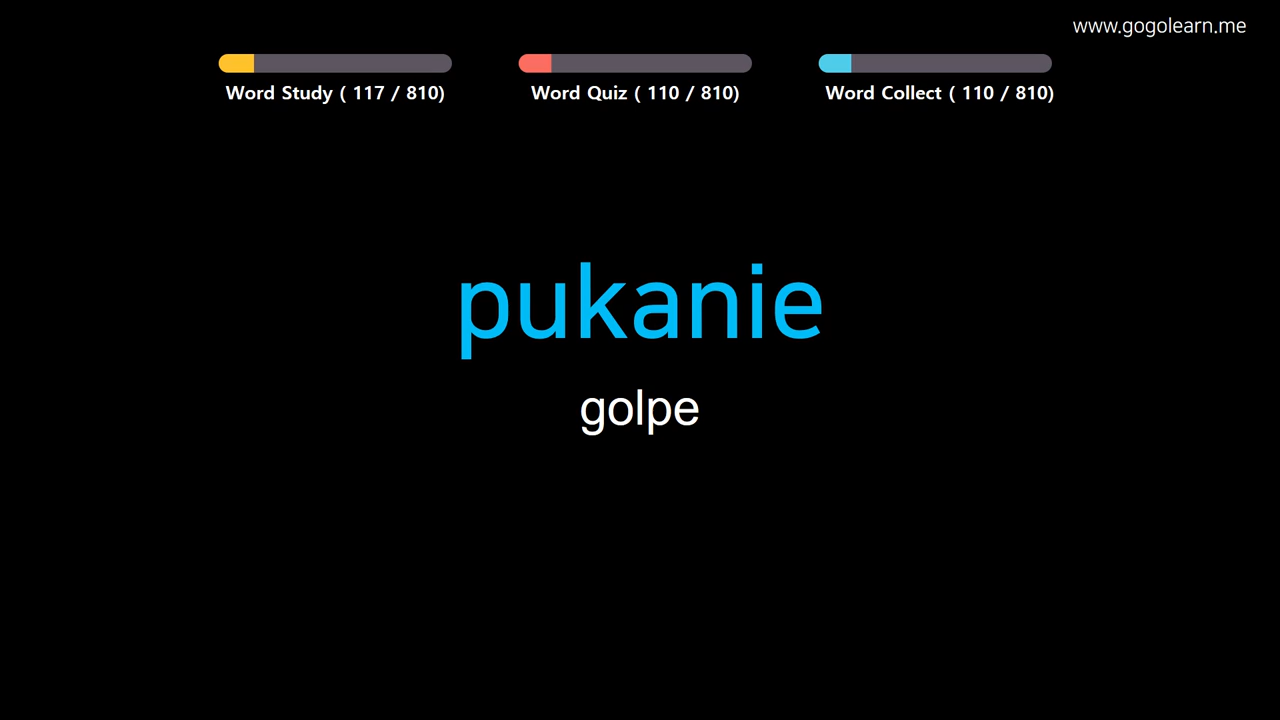 www.gogolearn.me
Word Study ( 117 / 810)
Word Quiz ( 110 / 810)
Word Collect ( 110 / 810)
pukanie
golpe